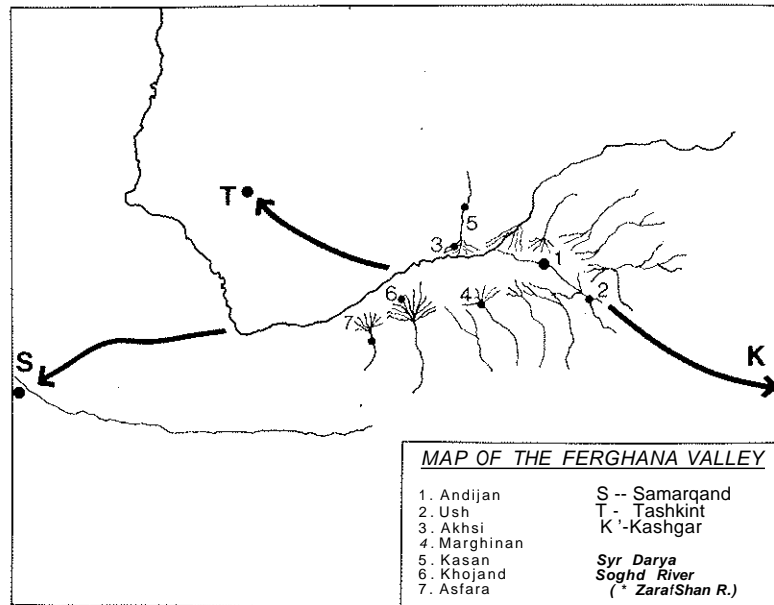 T
5
3
1
2
6
4
7
S
K
MAP OF THE FERGHANA VALLEY
1. Andijan
2. Ush
3. Akhsi
4. Marghinan
5. Kasan
6. Khojand
7. Asfara
S -- Samarqand
T - Tashkint
K '-Kashgar
Syr Darya
Soghd River
( * ZarafShan R.)